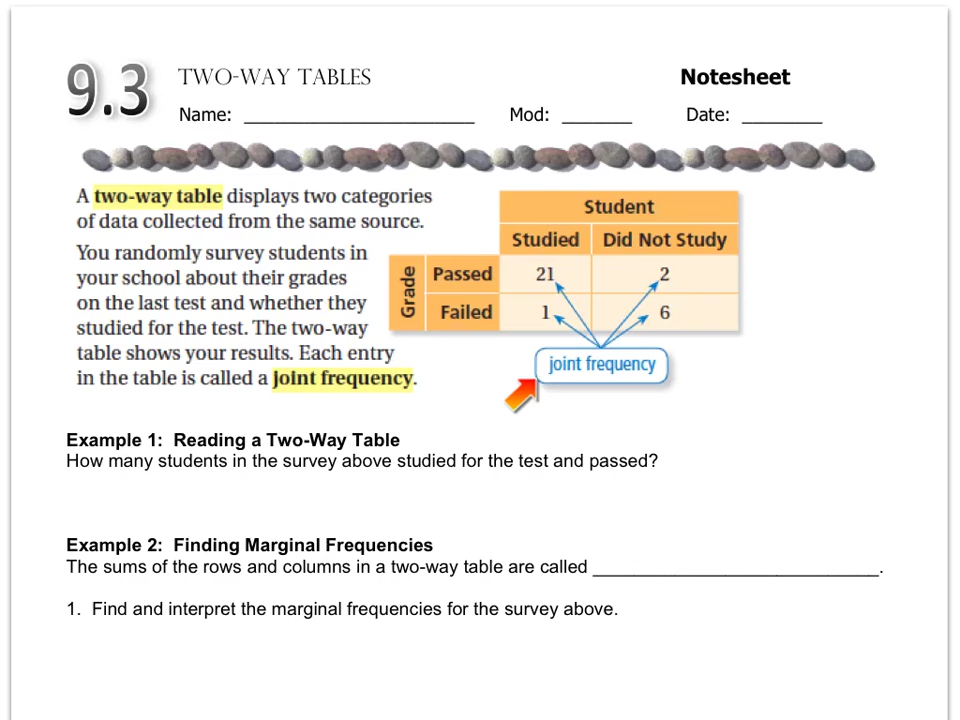 9.3 TWO-WAY TABLES Notesheet
Name: _______________________ Mod: _______ Date: ________
A two-way table displays two categories
of data collected from the same source.
You randomly survey students in
your school about their grades
on the last test and whether they
studied for the test. The two-way
table shows your results. Each entry
in the table is called a joint frequency.
Student
Studied Did Not Study
Grade
Passed 21 2
Failed 1 6
joint frequency
Example 1: Reading a Two-Way Table
How many students in the survey above studied for the test and passed?
Example 2: Finding Marginal Frequencies
The sums of the rows and columns in a two-way table are called ____________________________.
1. Find and interpret the marginal frequencies for the survey above.